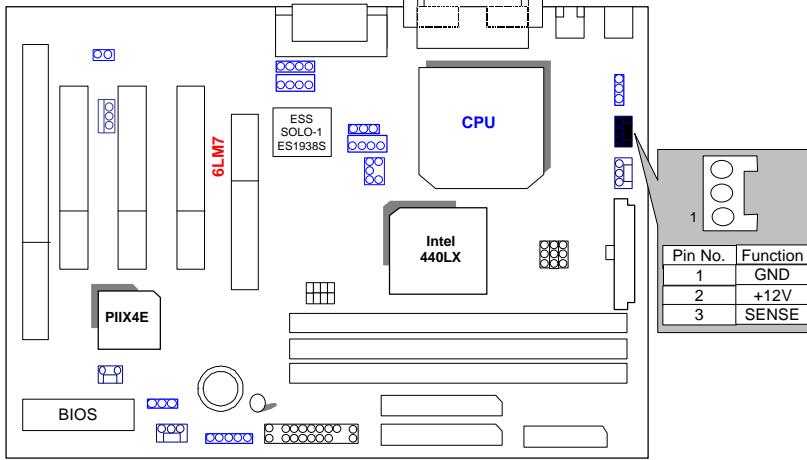 ESS
SOLO-1
ES1938S
CPU
6LM7
Intel
440LX
PIIX4E
BIOS
1
Pin No. Function
1 GND
2 +12V
3 SENSE